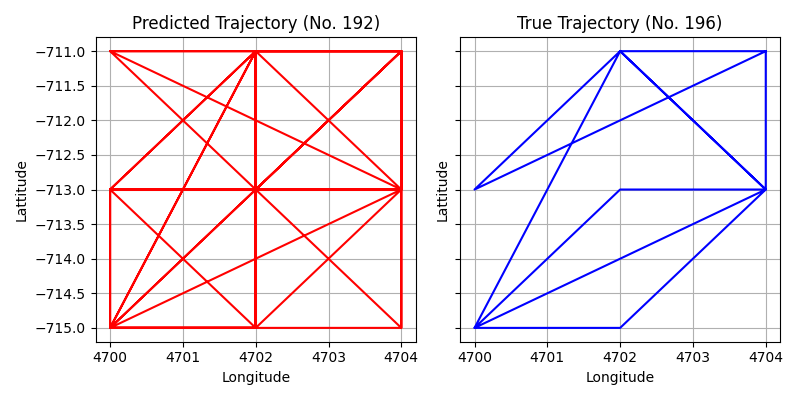 Predicted Trajectory (No. 192)
True Trajectory (No. 196)
−711.0
−711.5
−712.0
−712.5
−713.0
−713.5
−714.0
−714.5
−715.0
Lattitude
Lattitude
4700 4701 4702 4703 4704
4700 4701 4702 4703 4704
Longitude
Longitude